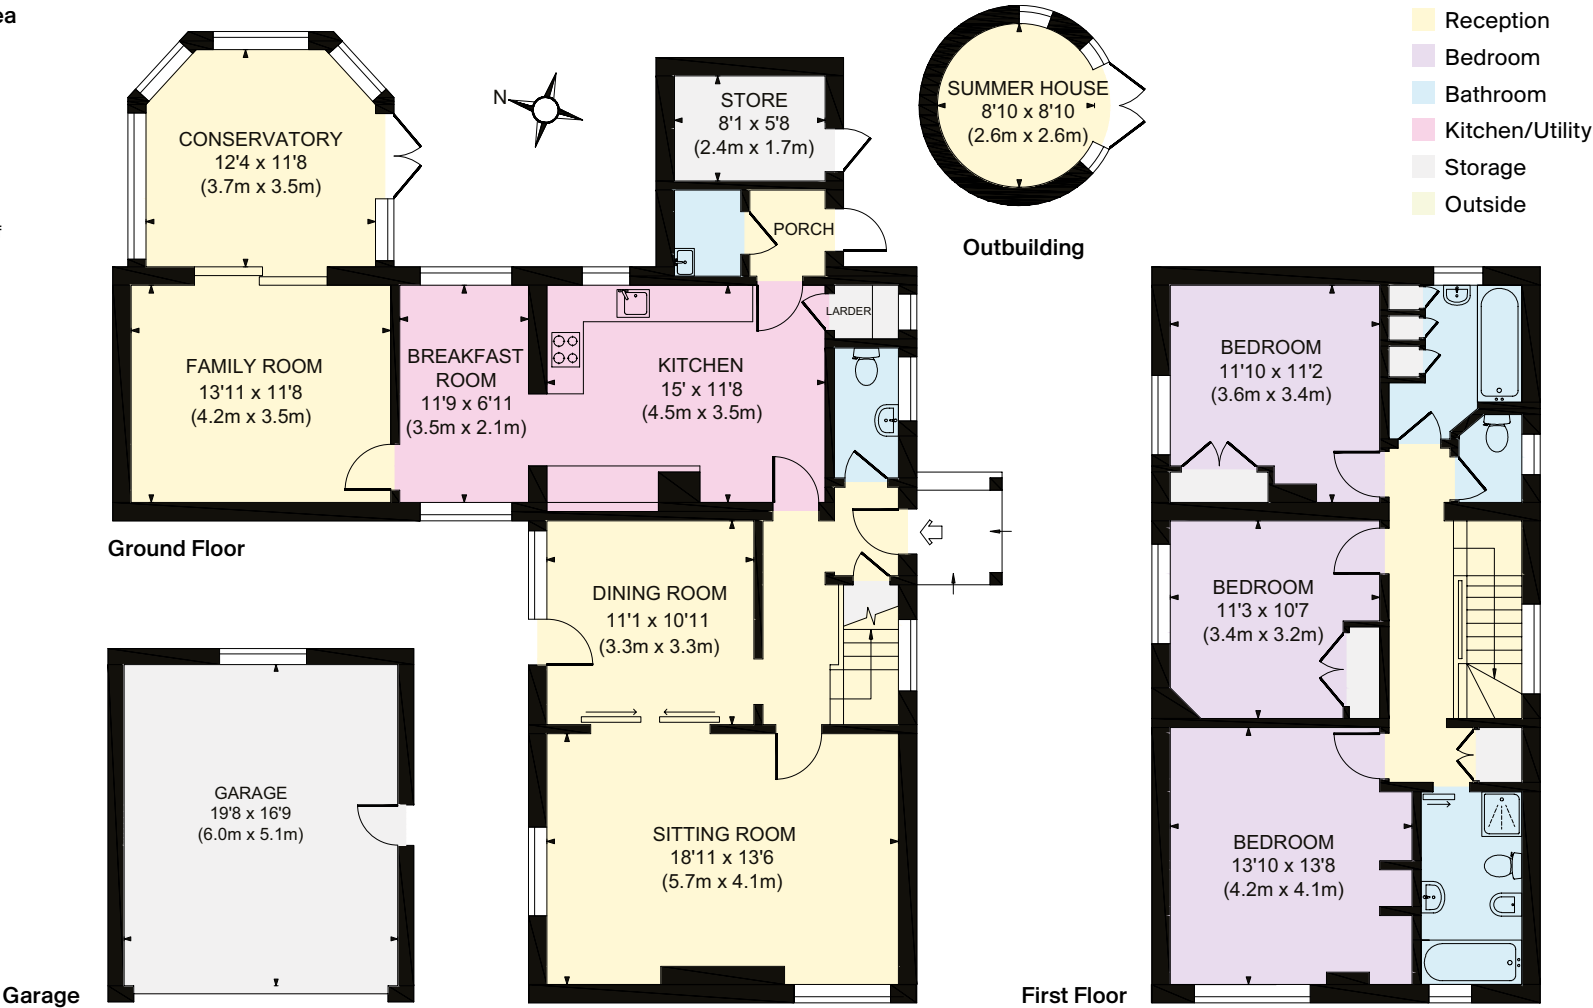 ea
Reception
Bedroom
Bathroom
Kitchen/Utility
Storage
Outside
N
CONSERVATORY
12'4 x 11'8
(3.7m x 3.5m)
STORE
8'1 x 5'8
(2.4m x 1.7m)
PORCH
SUMMER HOUSE
8'10 x 8'10
(2.6m x 2.6m)
Outbuilding
FAMILY ROOM
13'11 x 11'8
(4.2m x 3.5m)
BREAKFAST
ROOM
11'9 x 6'11
(3.5m x 2.1m)
KITCHEN
15' x 11'8
(4.5m x 3.5m)
LARDER
Ground Floor
DINING ROOM
11'1 x 10'11
(3.3m x 3.3m)
SITTING ROOM
18'11 x 13'6
(5.7m x 4.1m)
GARAGE
19'8 x 16'9
(6.0m x 5.1m)
Garage
BEDROOM
11'10 x 11'2
(3.6m x 3.4m)
BEDROOM
11'3 x 10'7
(3.4m x 3.2m)
BEDROOM
13'10 x 13'8
(4.2m x 4.1m)
First Floor